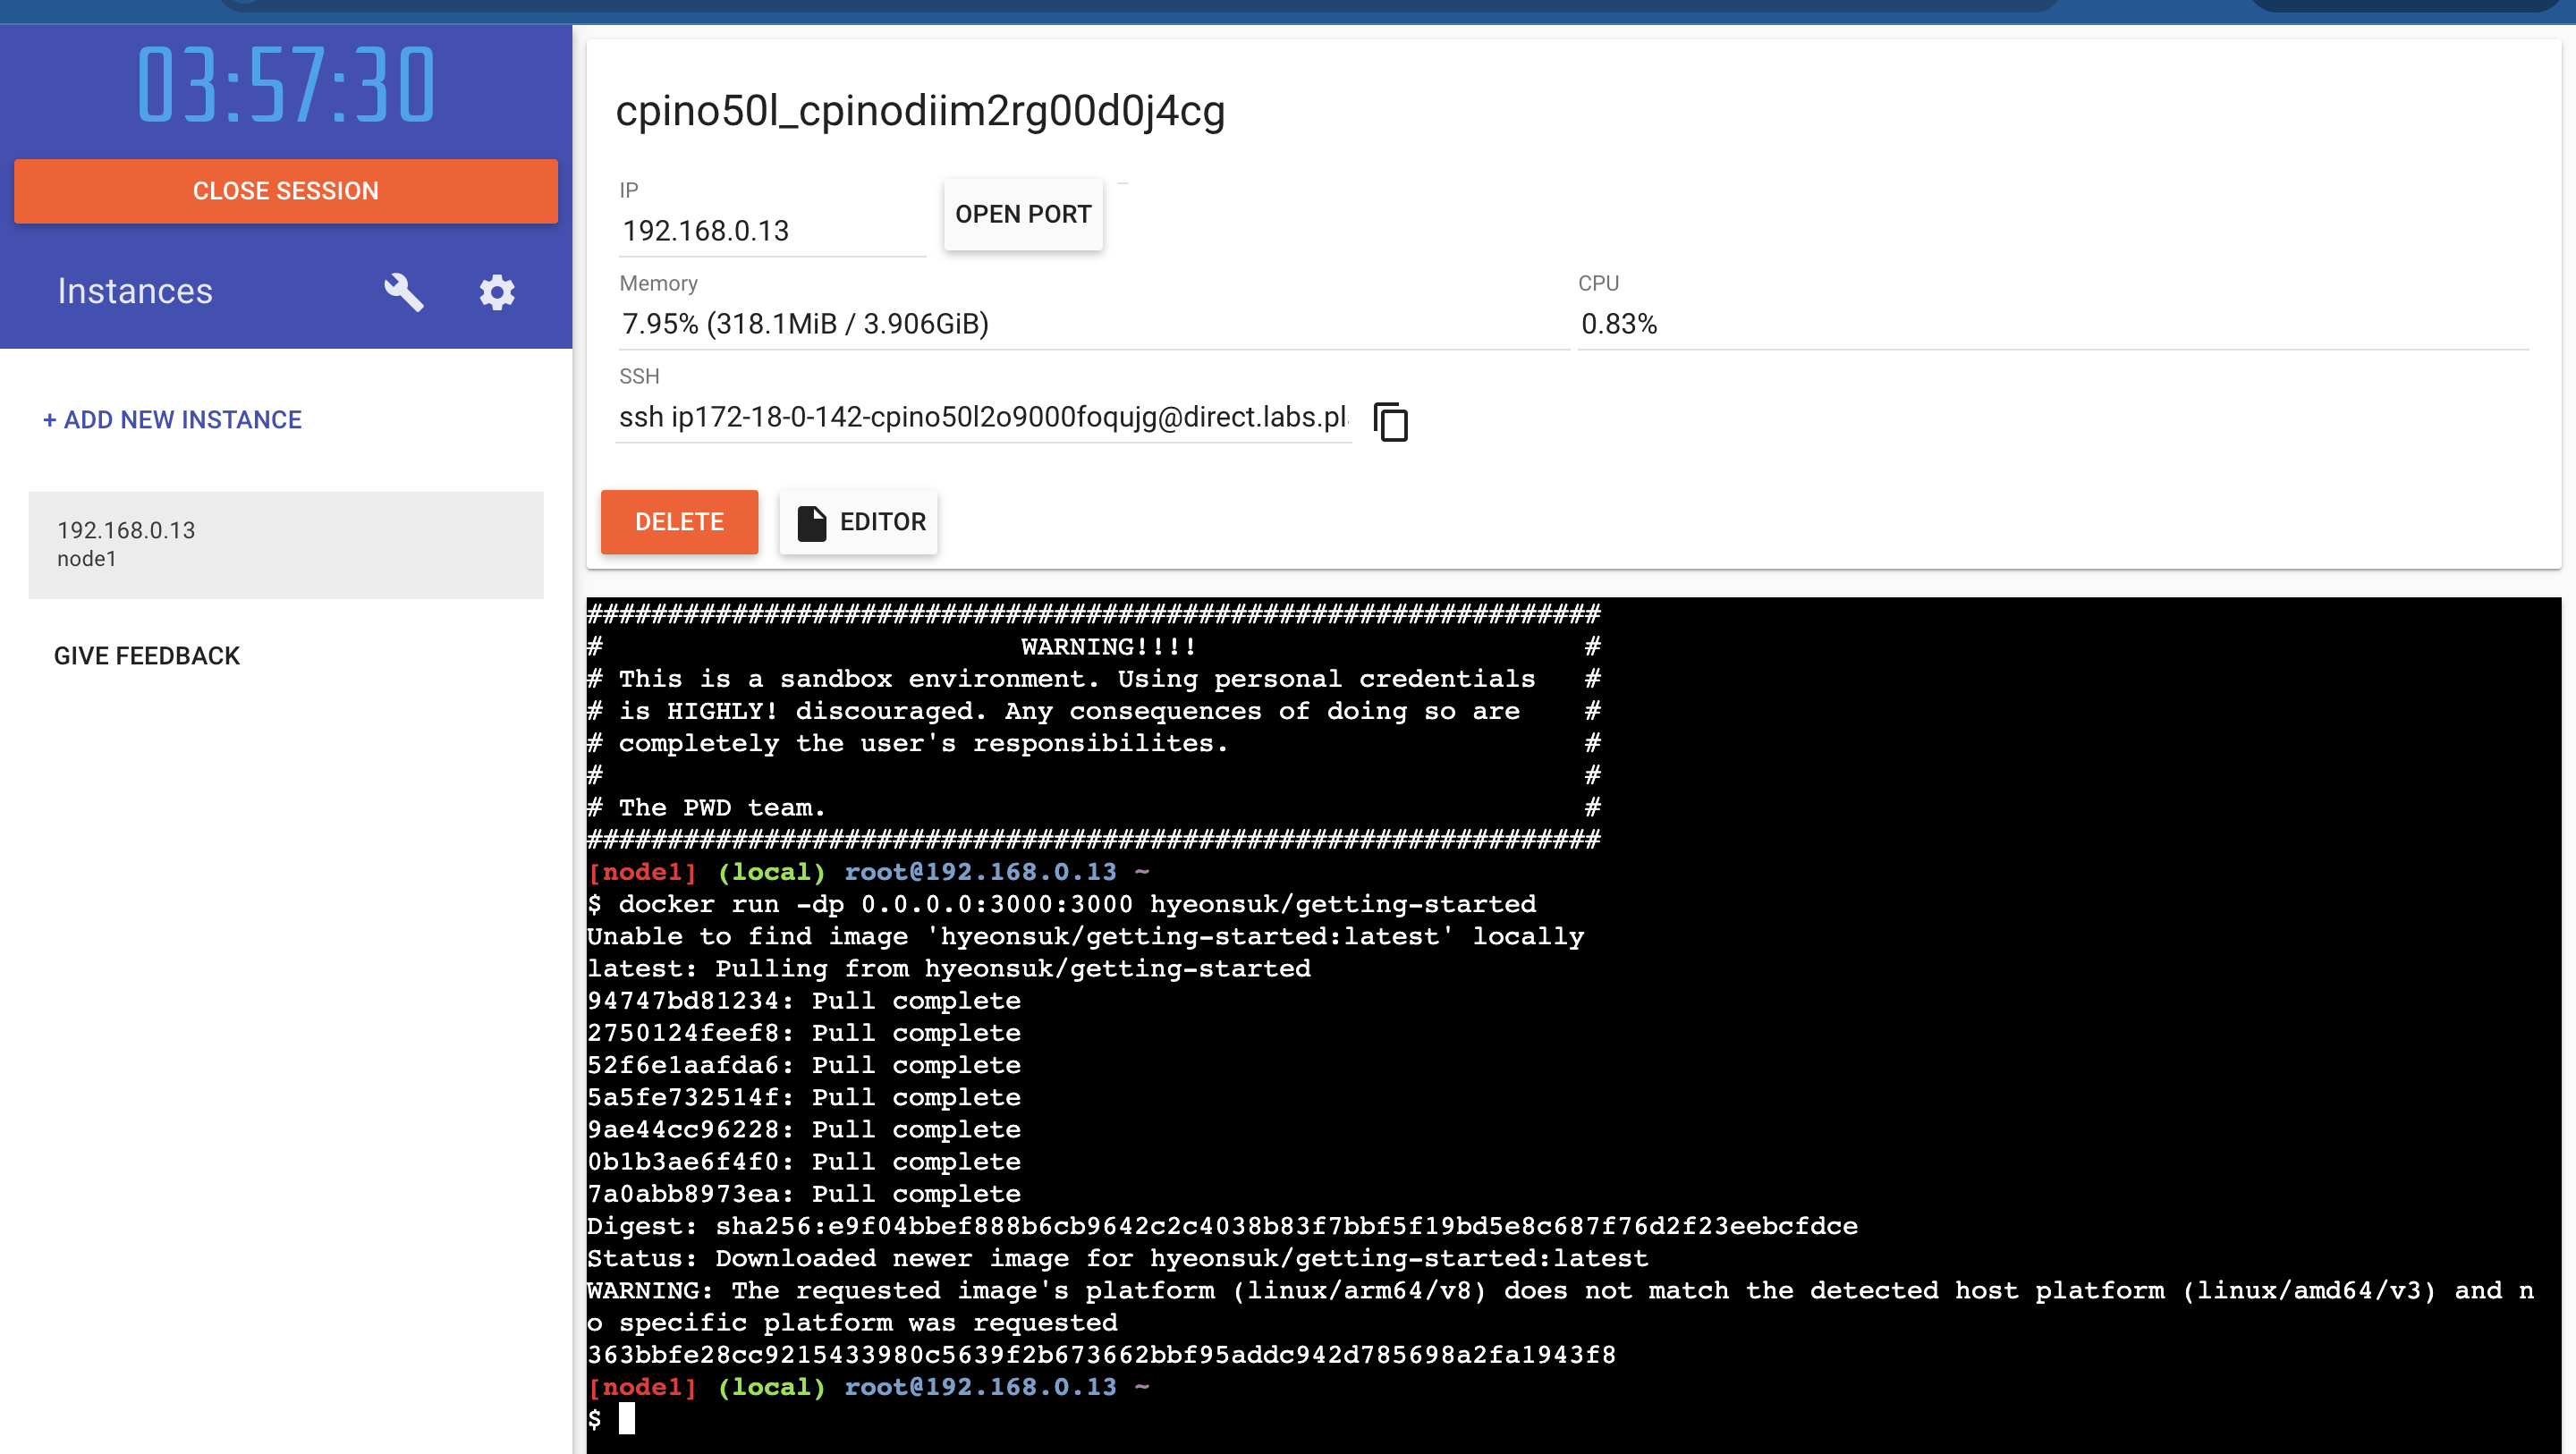 03:57:30
CLOSE SESSION
Instances
+ ADD NEW INSTANCE
192.168.0.13
node1
GIVE FEEDBACK
cpino50l_cpinodiim2rg00d0j4cg
IP
192.168.0.13
OPEN PORT
Memory
7.95% (318.1MiB / 3.906GiB)
CPU
0.83%
SSH
ssh ip172-18-0-142-cpino50l2o9000foqujg@direct.labs.pl
DELETE
EDITOR
###############################################################
# WARNING!!!! #
# This is a sandbox environment. Using personal credentials #
# is HIGHLY! discouraged. Any consequences of doing so are #
# completely the user's responsibilites. #
# #
# The PWD team. #
###############################################################
[node1] (local) root@192.168.0.13 ~
$ docker run -dp 0.0.0.0:3000:3000 hyeonsuk/getting-started
Unable to find image 'hyeonsuk/getting-started:latest' locally
latest: Pulling from hyeonsuk/getting-started
94747bd81234: Pull complete
2750124feef8: Pull complete
52f6e1aafda6: Pull complete
5a5fe732514f: Pull complete
9ae44cc96228: Pull complete
0b1b3ae6f4f0: Pull complete
7a0abb8973ea: Pull complete
Digest: sha256:e9f04bbef888b6cb9642c2c4038b83f7bbf5f19bd5e8c687f76d2f23eebcfdce
Status: Downloaded newer image for hyeonsuk/getting-started:latest
WARNING: The requested image's platform (linux/arm64/v8) does not match the detected host platform (linux/amd64/v3) and n
o specific platform was requested
363bbfe28cc9215433980c5639f2b673662bbf95addc942d785698a2fa1943f8
[node1] (local) root@192.168.0.13 ~
$